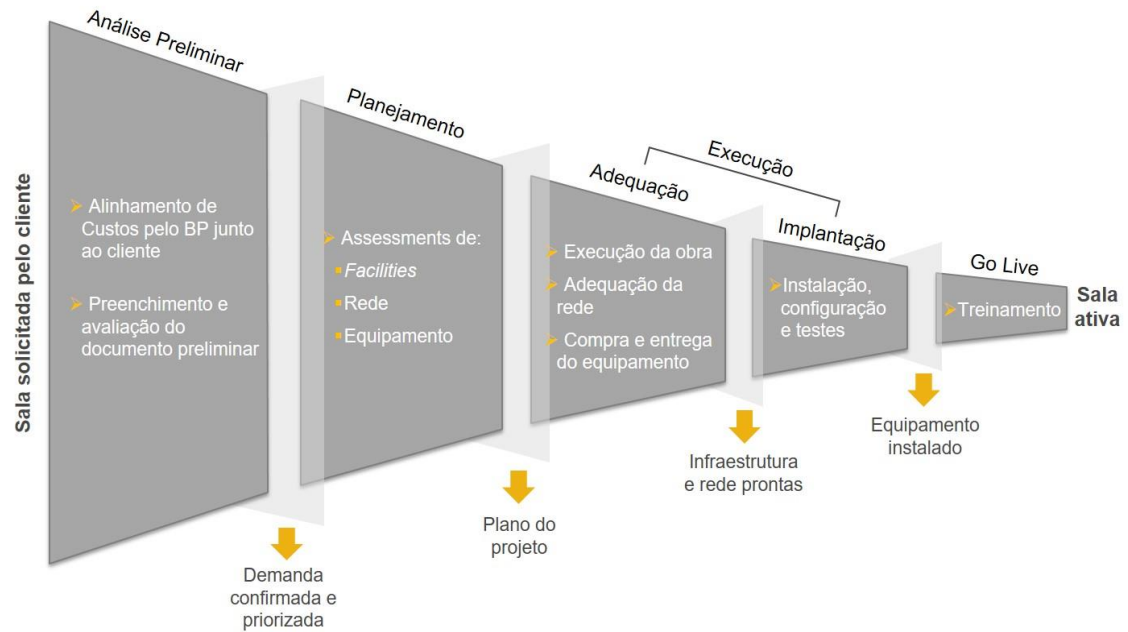 Sala solicitada pelo cliente
Análise Preliminar
Alinhamento de
Custos pelo BP junto
ao cliente
Preenchimento e
avaliação do
documento preliminar
Demanda
confirmada e
priorizada
Planejamento
Assessments de:
Facilities
Rede
Equipamento
Plano do
projeto
Execução
Adequação
Execução da obra
Adequação da
rede
Compra e entrega
do equipamento
Infraestrutura
e rede prontas
Implantação
Instalação,
configuração
e testes
Equipamento
instalado
Go Live
Treinamento
Sala
ativa